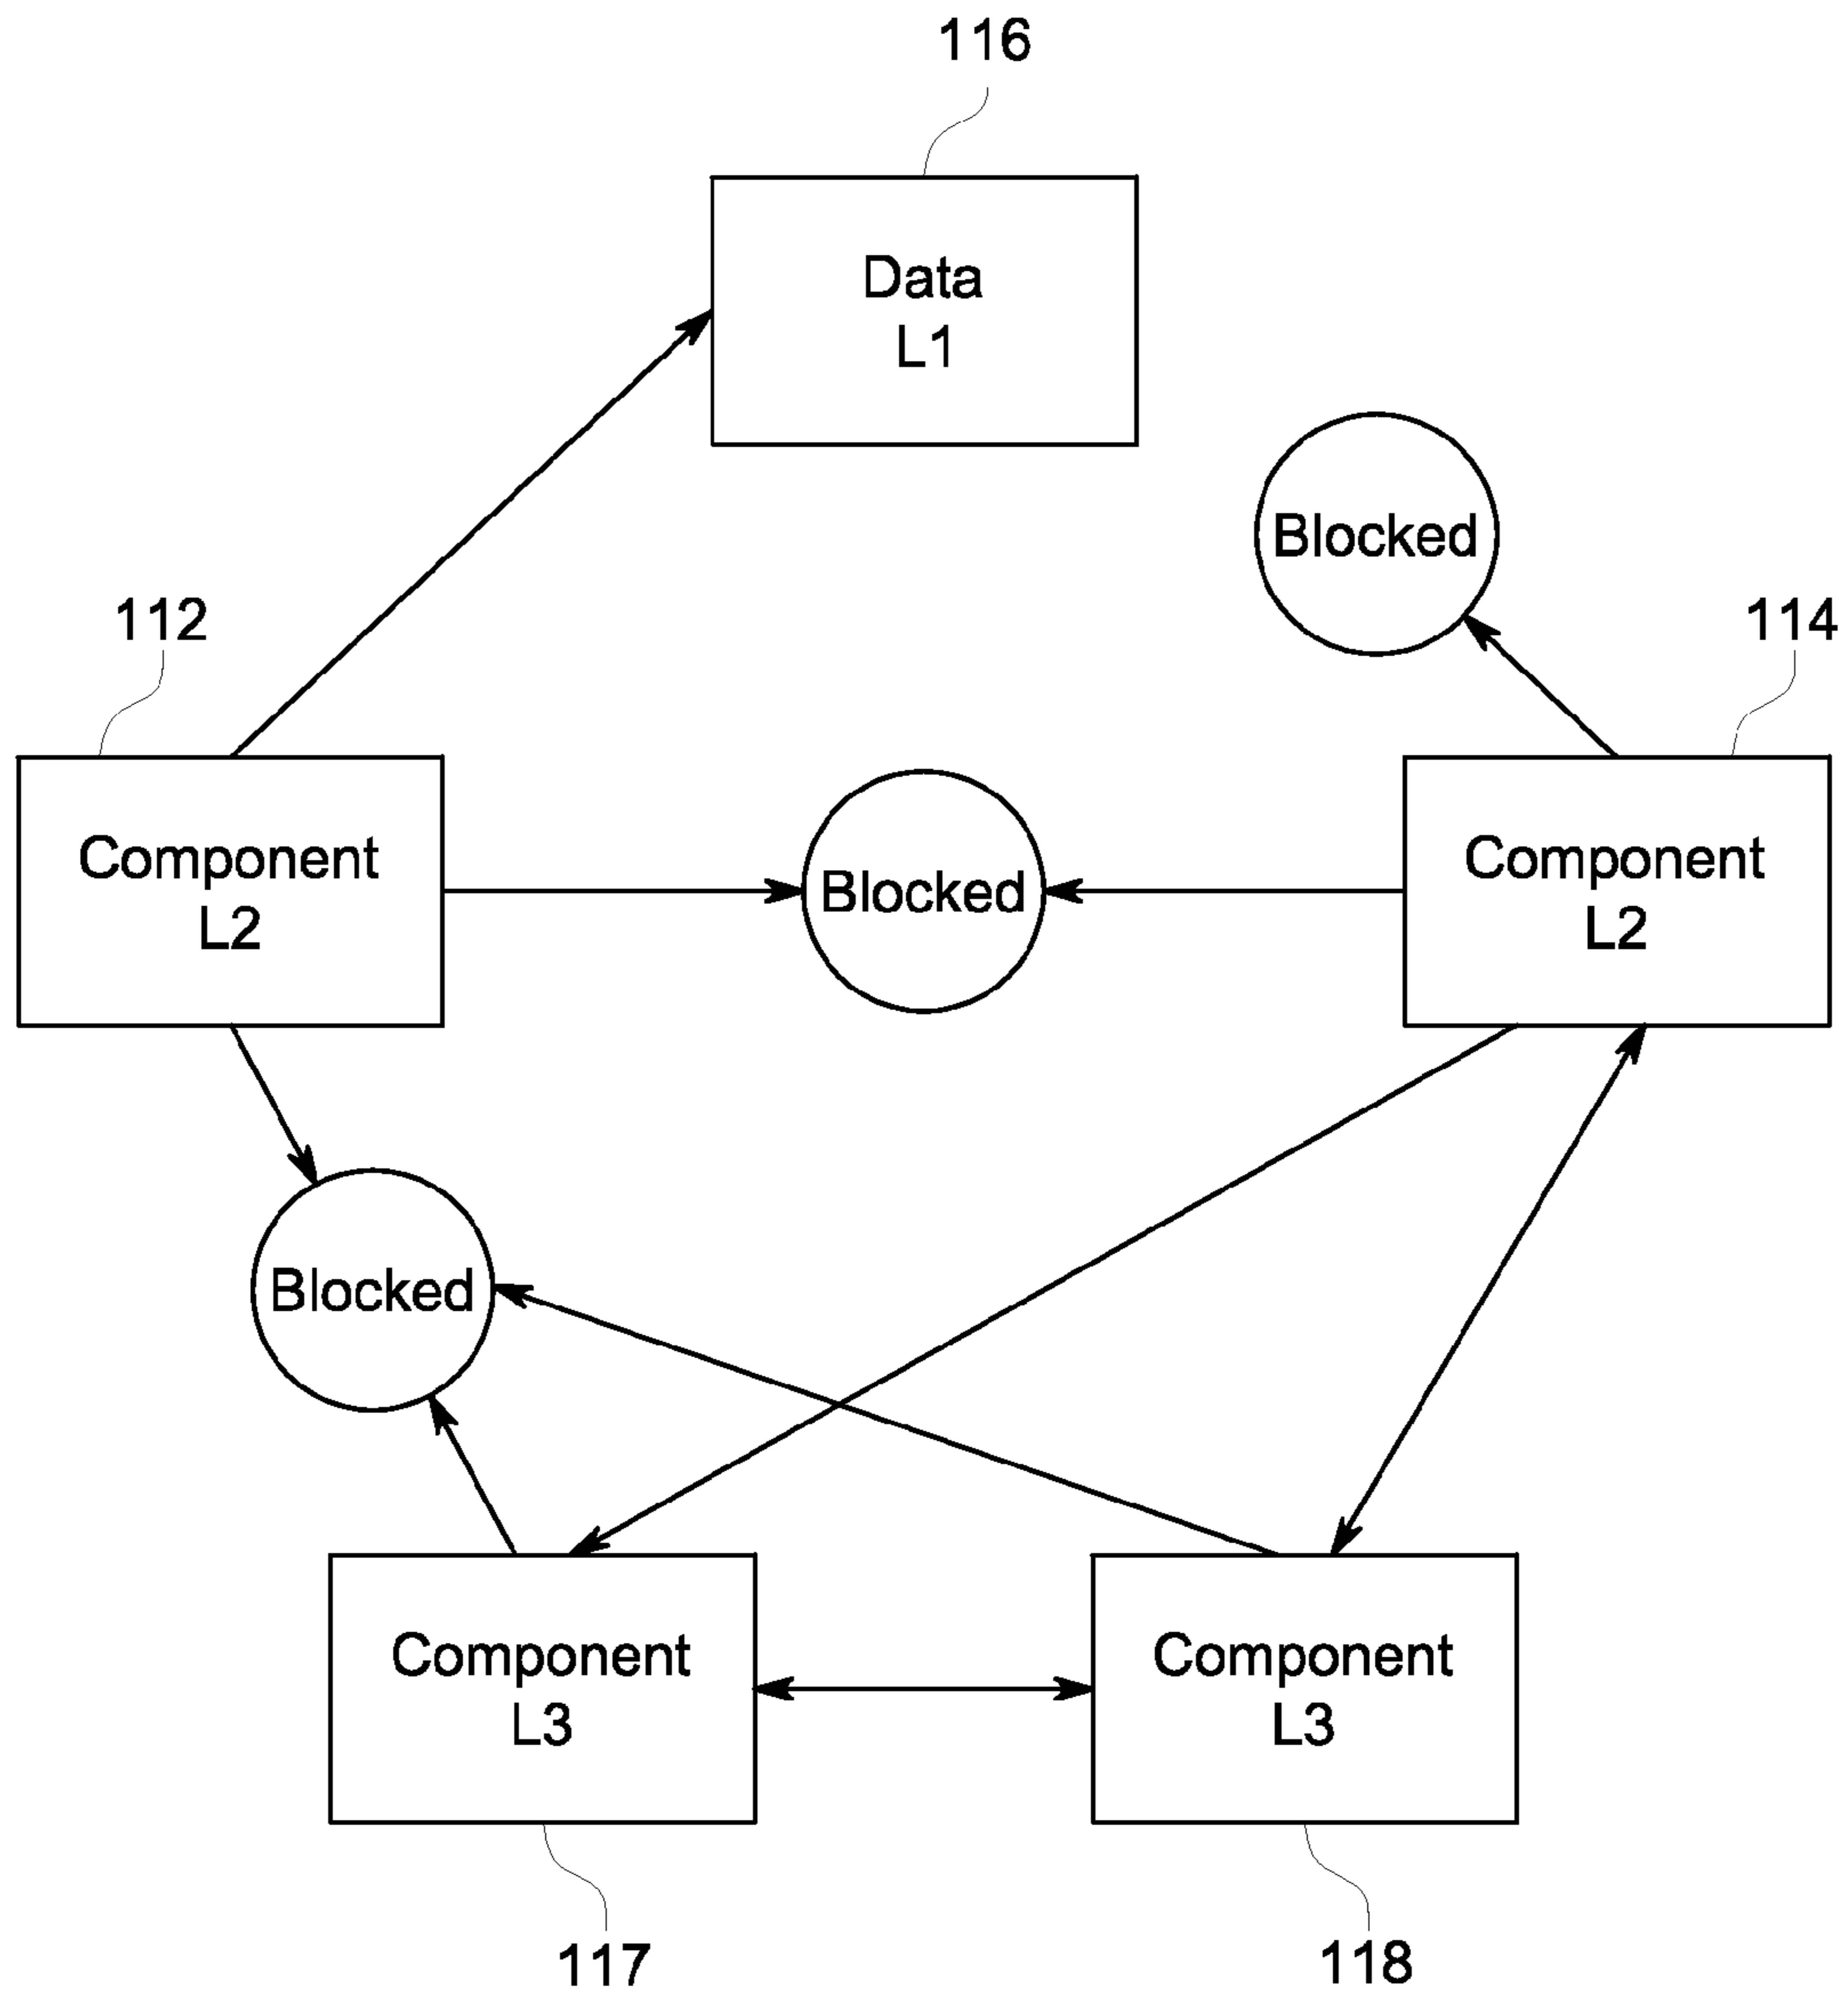 116
Data
L1
Blocked
112
114
Component
L2
Blocked
Component
L2
Blocked
Component
L3
Component
L3
117
118